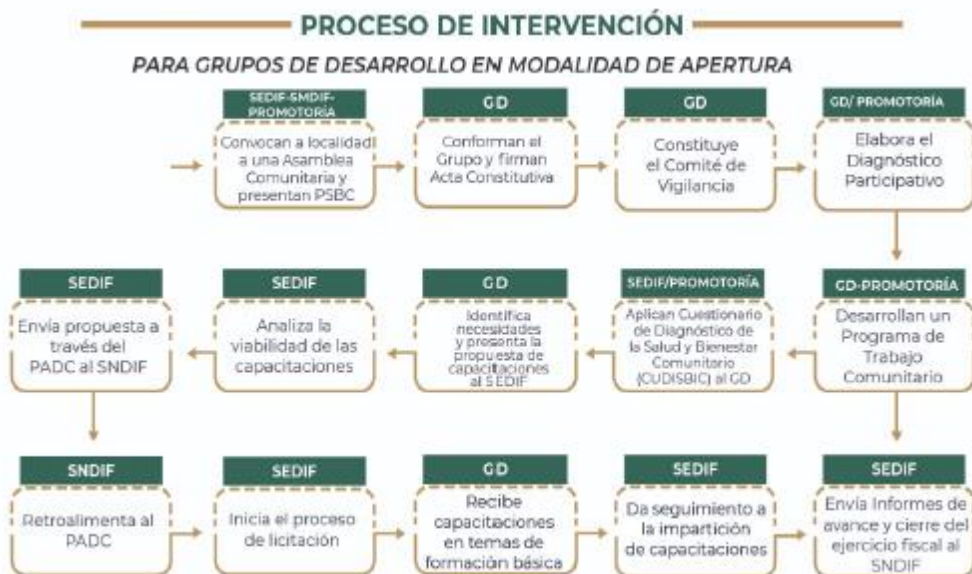 PROCESO DE INTERVENCIÓN
PARA GRUPOS DE DESARROLLO EN MODALIDAD DE APERTURA
SEDIF-SMDIF-
PROMOTORÍA
Convocan a localidad
a una Asamblea
Comunitaria y
presentan PSBC
GD
Conforman el
Grupo y firman
Acta Constitutiva
GD
Constituye
el Comité de
Vigilancia
GD/ PROMOTORÍA
Elabora el
Diagnóstico
Participativo
GD-PROMOTORÍA
Desarrollan un
Programa de
Trabajo
Comunitario
SEDIF/PROMOTORÍA
Aplican Cuestionario
de Diagnóstico de
la Salud y Bienestar
Comunitario
(CUDISBIC) al GD
GD
Identifica
necesidades
y presenta la
propuesta de
capacitaciones
al SEDIF
SEDIF
Analiza la
viabilidad de las
capacitaciones
SEDIF
Envía propuesta a
través del
PADC al SNDIF
SNDIF
Retroalimenta al
PADC
SEDIF
Inicia el proceso
de licitación
GD
Recibe
capacitaciones
en temas de
formación básica
SEDIF
Da seguimiento a
la impartición
de capacitaciones
SEDIF
Envía Informes de
avance y cierre del
ejercicio fiscal al
SNDIF